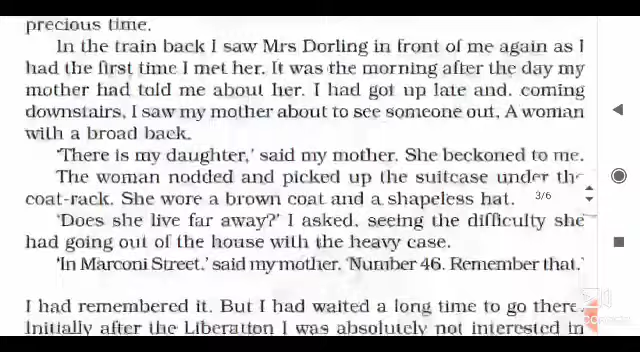 precious time.
In the train back I saw Mrs Dorling in front of me again as I
had the first time I met her. It was the morning after the day my
mother had told me about her. I had got up late and, coming
downstairs, I saw my mother about to see someone out. A woman
with a broad back.
'There is my daughter,' said my mother. She beckoned to me.
The woman nodded and picked up the suitcase under the
coat-rack. She wore a brown coat and a shapeless hat.
3/6
'Does she live far away?' I asked, seeing the difficulty she
had going out of the house with the heavy case.
'In Marconi Street,' said my mother. 'Number 46. Remember that.'
I had remembered it. But I had waited a long time to go there.
Initially after the Liberation I was absolutely not interested in